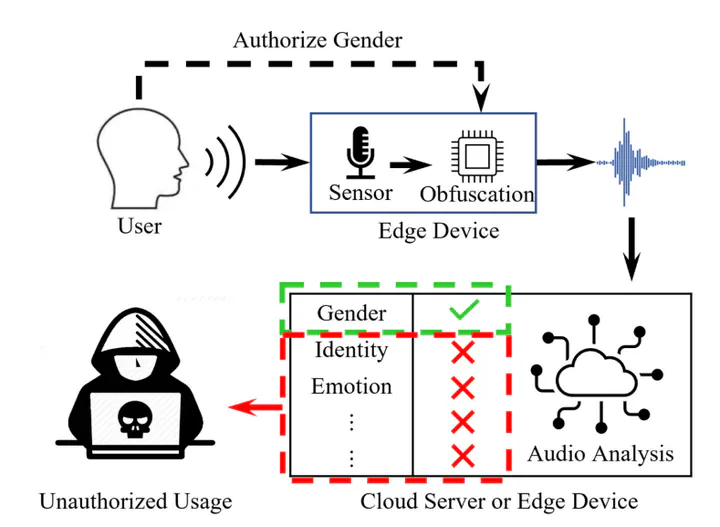 Authorize Gender
User
Sensor
Obfuscation
Edge Device
Gender
Identity
Emotion
⋮
⋮
Audio Analysis
Unauthorized Usage
Cloud Server or Edge Device